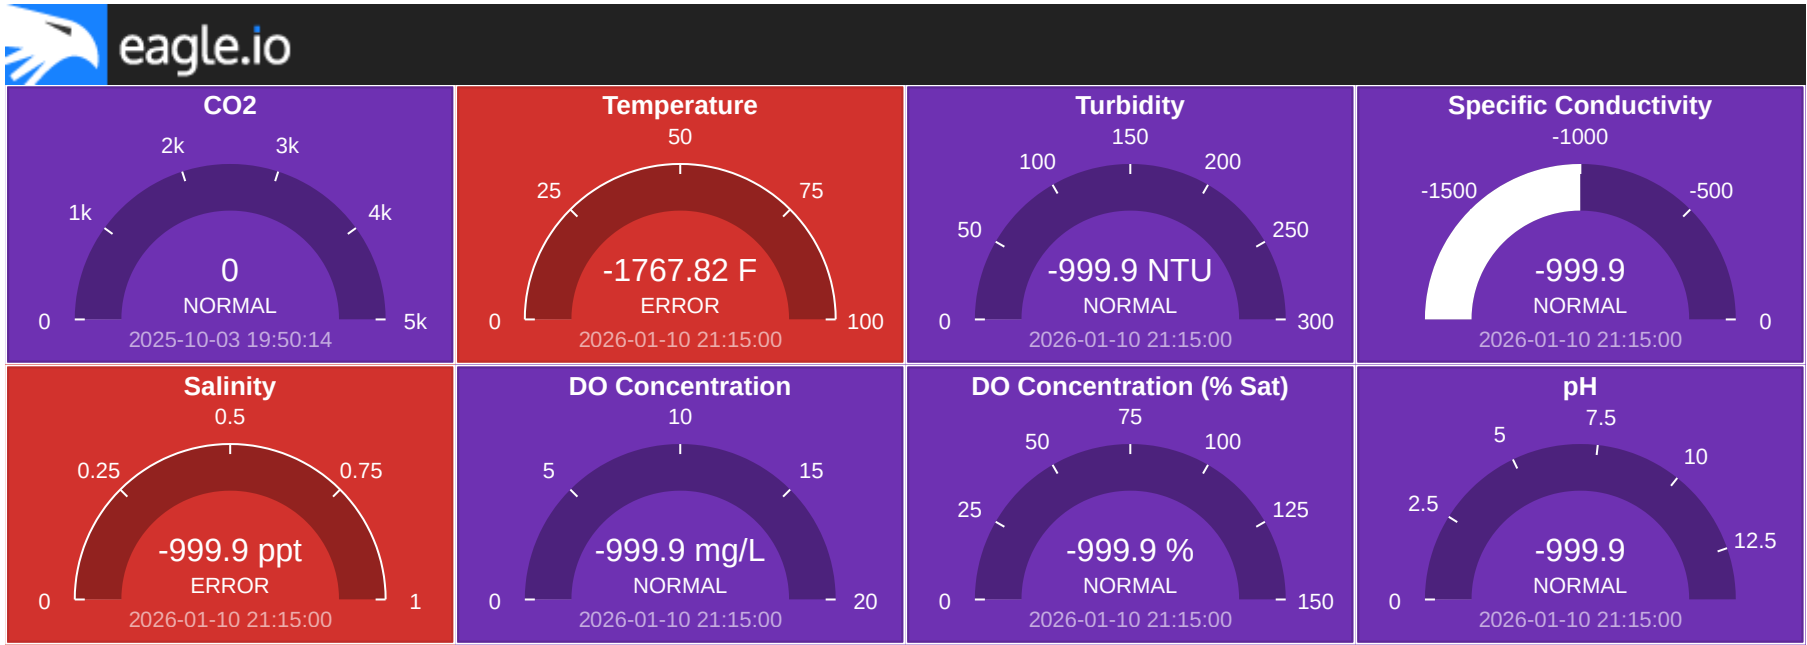 eagle.io
CO2
2k
3k
1k
4k
0
NORMAL
0
5k
2025-10-03 19:50:14
Temperature
50
25
75
-1767.82 F
ERROR
0
100
2026-01-10 21:15:00
Turbidity
150
100
200
50
250
-999.9 NTU
NORMAL
0
300
2026-01-10 21:15:00
Specific Conductivity
-1000
-1500
-500
-999.9
NORMAL
0
2026-01-10 21:15:00
Salinity
0.5
0.25
0.75
-999.9 ppt
ERROR
0
1
2026-01-10 21:15:00
DO Concentration
10
5
15
-999.9 mg/L
NORMAL
0
20
2026-01-10 21:15:00
DO Concentration (% Sat)
75
50
100
25
125
-999.9 %
NORMAL
0
150
2026-01-10 21:15:00
pH
7.5
5
10
2.5
12.5
-999.9
NORMAL
0
2026-01-10 21:15:00